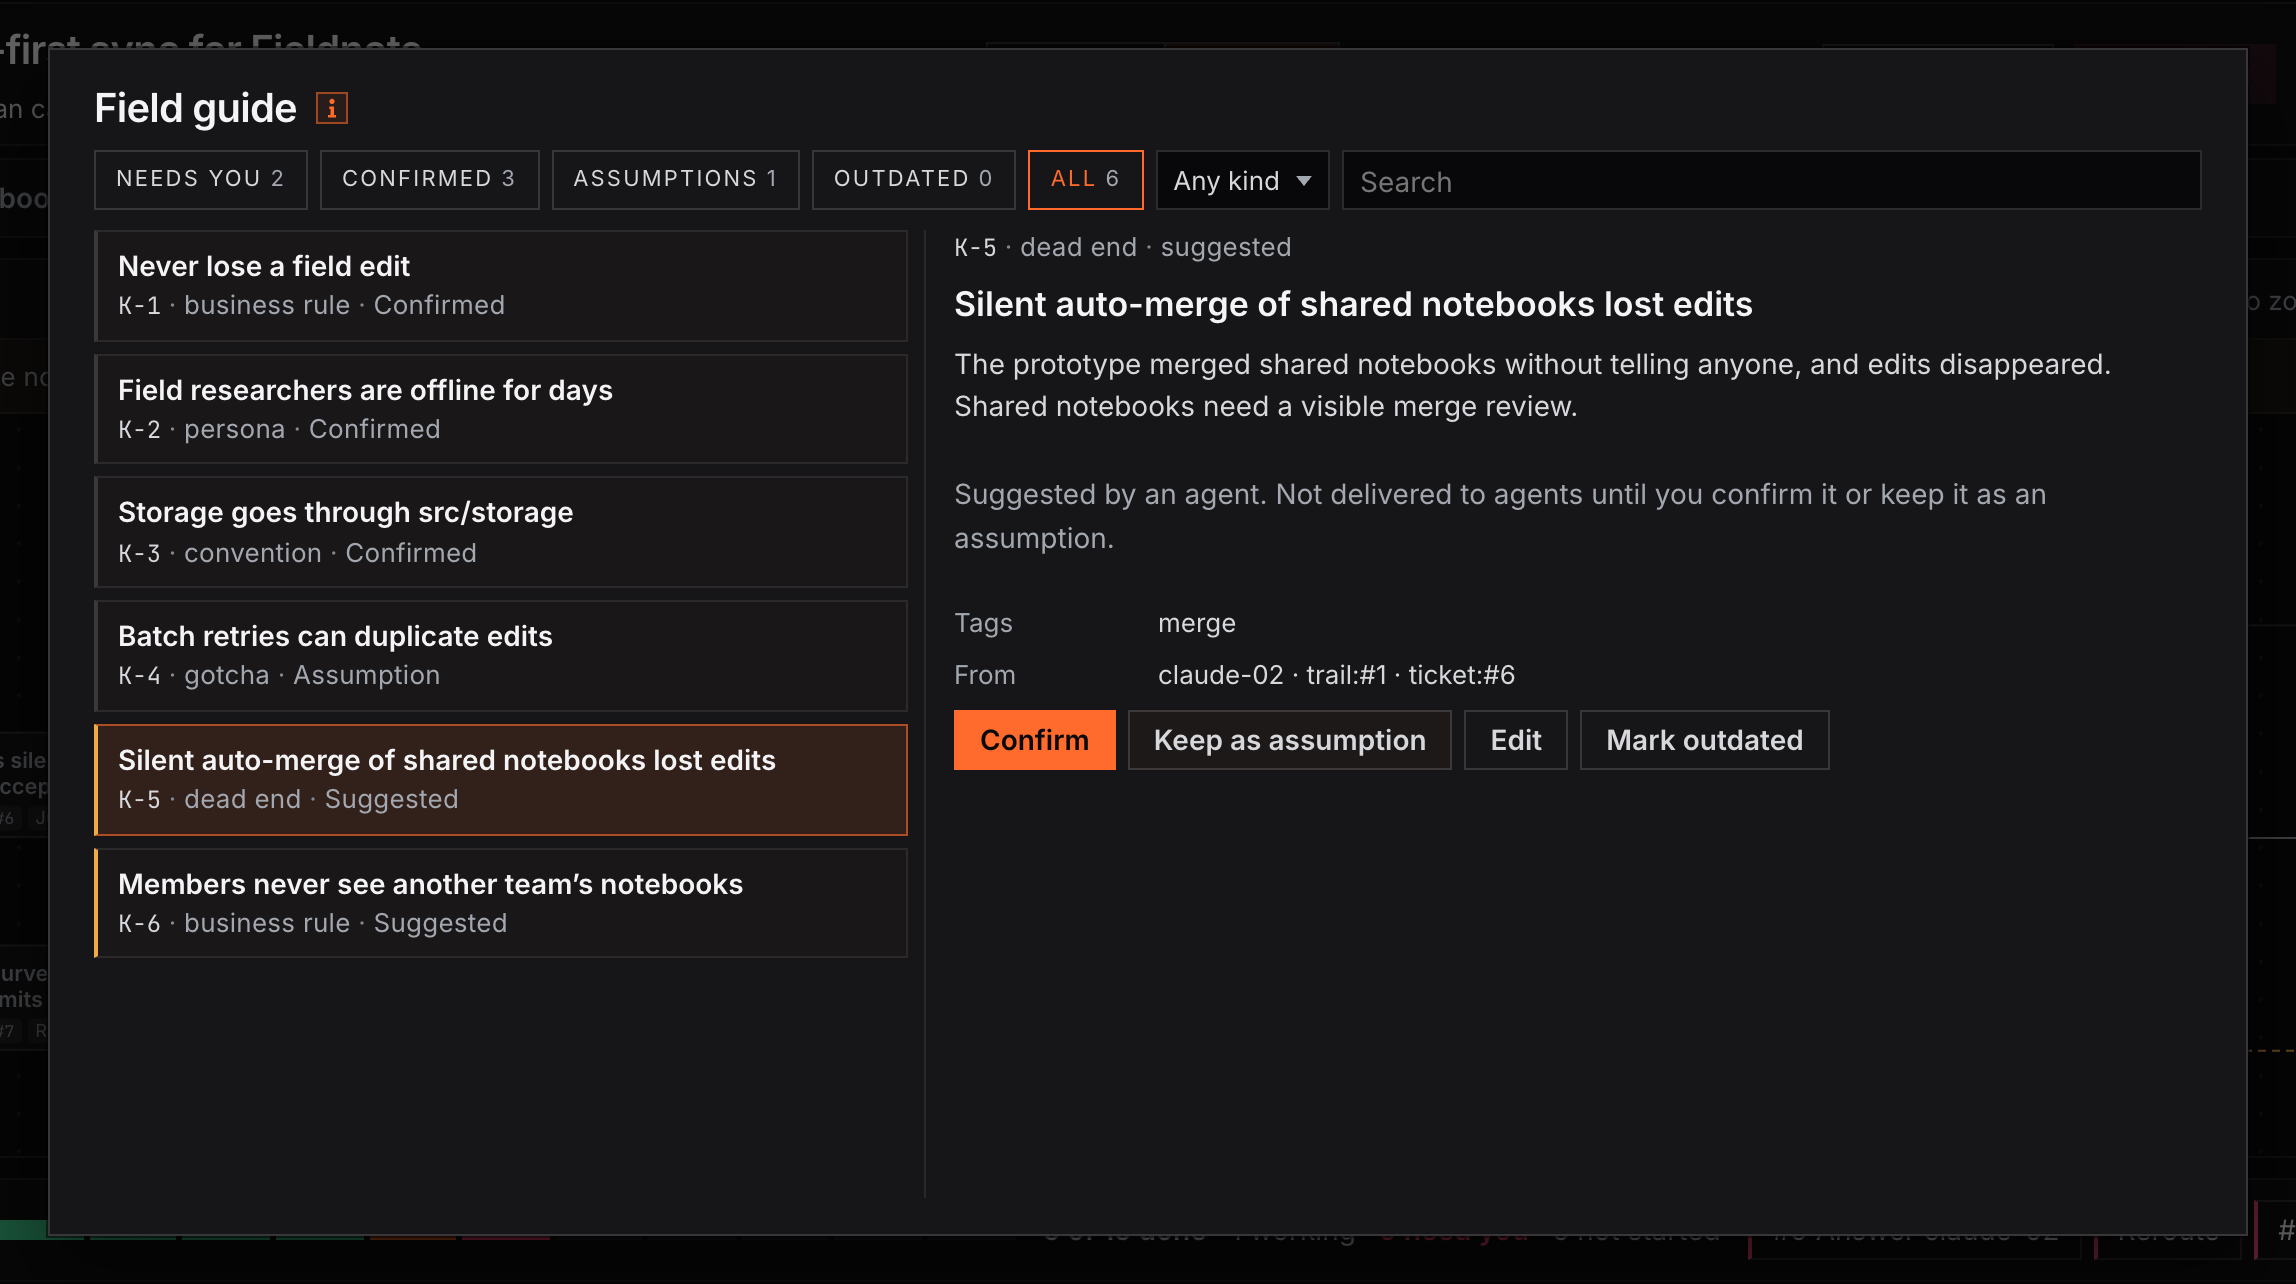 -first sync for Fieldnote
Field guide i
NEEDS YOU 2
CONFIRMED 3
ASSUMPTIONS 1
OUTDATED 0
ALL 6
Any kind
Search
Never lose a field edit
K-1 · business rule · Confirmed
Field researchers are offline for days
K-2 · persona · Confirmed
Storage goes through src/storage
K-3 · convention · Confirmed
Batch retries can duplicate edits
K-4 · gotcha · Assumption
Silent auto-merge of shared notebooks lost edits
K-5 · dead end · Suggested
Members never see another team’s notebooks
K-6 · business rule · Suggested
K-5 · dead end · suggested
Silent auto-merge of shared notebooks lost edits
The prototype merged shared notebooks without telling anyone, and edits disappeared.
Shared notebooks need a visible merge review.
Suggested by an agent. Not delivered to agents until you confirm it or keep it as an
assumption.
Tags merge
From claude-02 · trail:#1 · ticket:#6
Confirm
Keep as assumption
Edit
Mark outdated
#6
#7